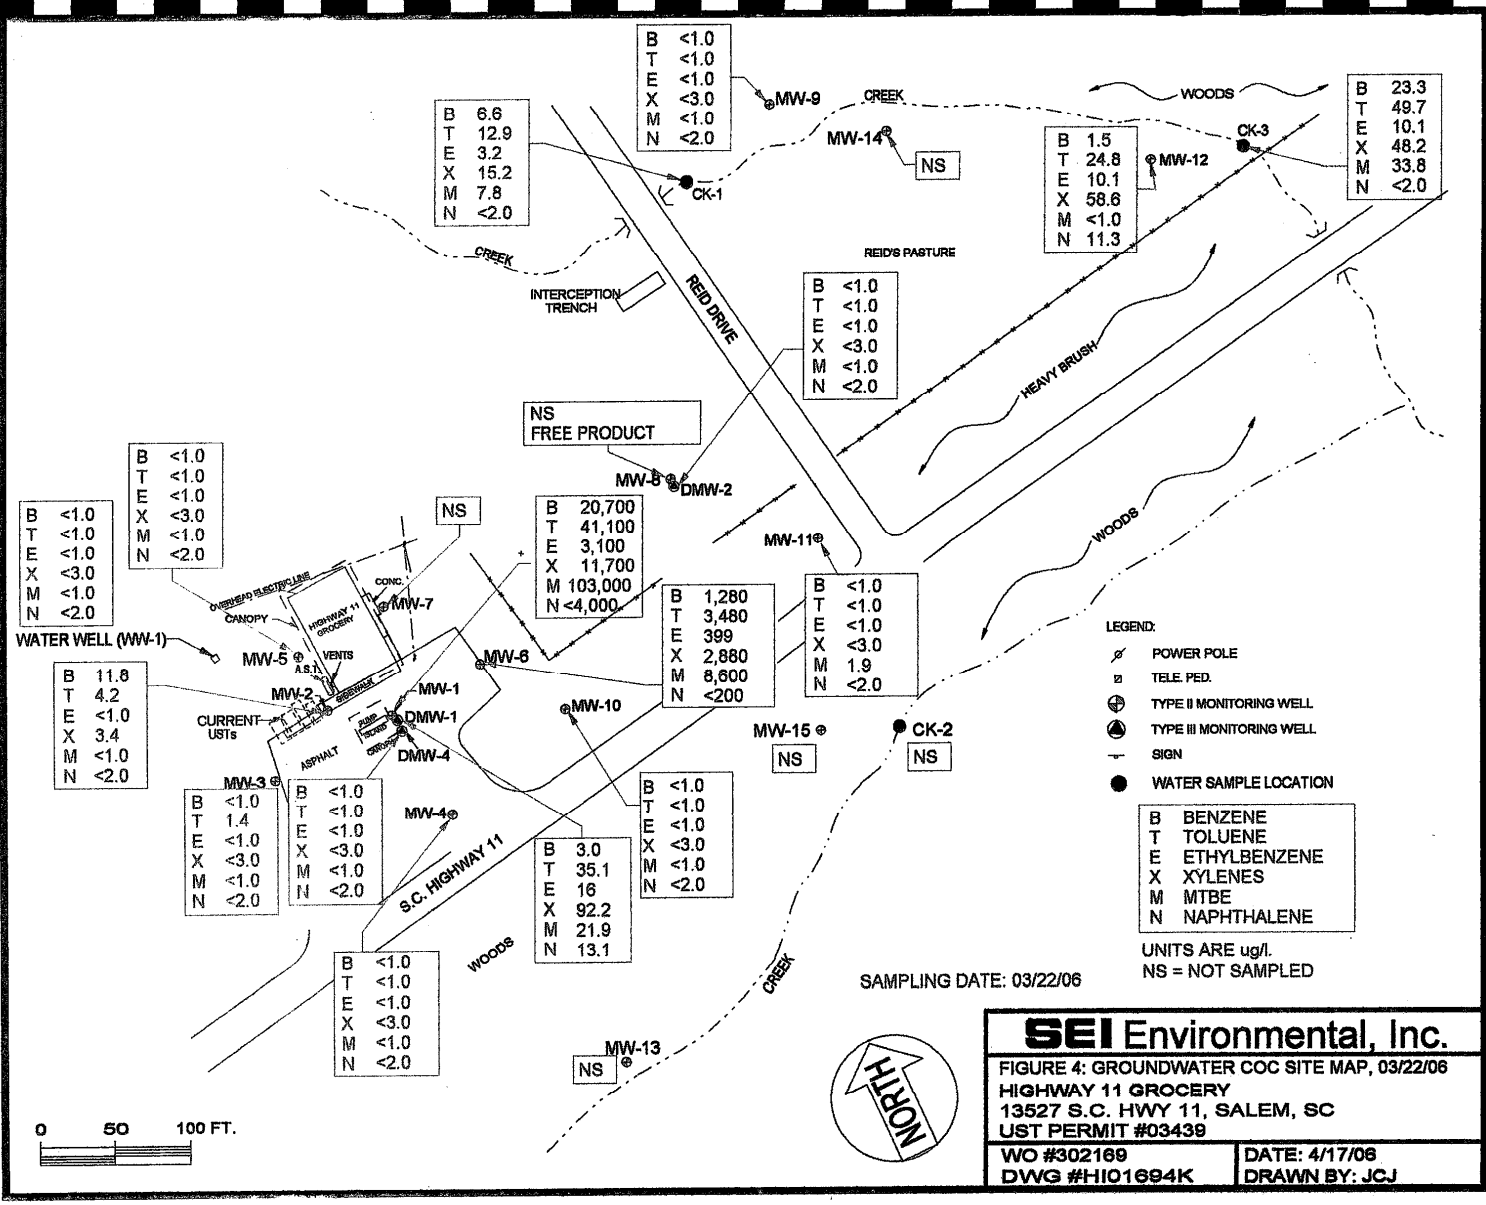 B <1.0
T <1.0
E <1.0
X <3.0
M <1.0
N <2.0
MW-9
CREEK
WOODS
B 23.3
T 49.7
E 10.1
X 48.2
M 33.8
N <2.0
CK-3
B 6.6
T 12.9
E 3.2
X 15.2
M 7.8
N <2.0
CK-1
MW-14
NS
B 1.5
T 24.8
E 10.1
X 58.6
M <1.0
N 11.3
MW-12
CREEK
REID'S PASTURE
INTERCEPTION
TRENCH
REID DRIVE
B <1.0
T <1.0
E <1.0
X <3.0
M <1.0
N <2.0
HEAVY BRUSH
NS
FREE PRODUCT
MW-8
DMW-2
B <1.0
T <1.0
E <1.0
X <3.0
M <1.0
N <2.0
B <1.0
T <1.0
E <1.0
X <3.0
M <1.0
N <2.0
NS
B 20,700
T 41,100
E 3,100
X 11,700
M 103,000
N <4,000
MW-11
WOODS
B <1.0
T <1.0
E <1.0
X <3.0
M 1.9
N <2.0
B 1,280
T 3,480
E 399
X 2,880
M 8,600
N <200
OVERHEAD ELECTRIC LINE
CONC.
CANOPY
HIGHWAY 11
GROCERY
MW-7
WATER WELL (WW-1)
MW-5
VENTS
A.S.T.
MW-6
B 11.8
T 4.2
E <1.0
X 3.4
M <1.0
N <2.0
MW-2
SIDEWALK
MW-1
CURRENT
USTs
PUMP
ISLAND
CANOPY
DMW-1
DMW-4
MW-10
ASPHALT
MW-15
NS
CK-2
NS
MW-3
B <1.0
T 1.4
E <1.0
X <3.0
M <1.0
N <2.0
B <1.0
T <1.0
E <1.0
X <3.0
M <1.0
N <2.0
MW-4
B <1.0
T <1.0
E <1.0
X <3.0
M <1.0
N <2.0
S.C. HIGHWAY 11
B 3.0
T 35.1
E 16
X 92.2
M 21.9
N 13.1
WOODS
B <1.0
T <1.0
E <1.0
X <3.0
M <1.0
N <2.0
CREEK
MW-13
NS
LEGEND:
POWER POLE
TELE. PED.
TYPE II MONITORING WELL
TYPE III MONITORING WELL
SIGN
WATER SAMPLE LOCATION
B BENZENE
T TOLUENE
E ETHYLBENZENE
X XYLENES
M MTBE
N NAPHTHALENE
UNITS ARE ug/l.
NS = NOT SAMPLED
SAMPLING DATE: 03/22/06
NORTH
0 50 100 FT.
SEI Environmental, Inc.
FIGURE 4: GROUNDWATER COC SITE MAP, 03/22/06
HIGHWAY 11 GROCERY
13527 S.C. HWY 11, SALEM, SC
UST PERMIT #03439
WO #302169
DWG #HI01694K
DATE: 4/17/06
DRAWN BY: JCJ